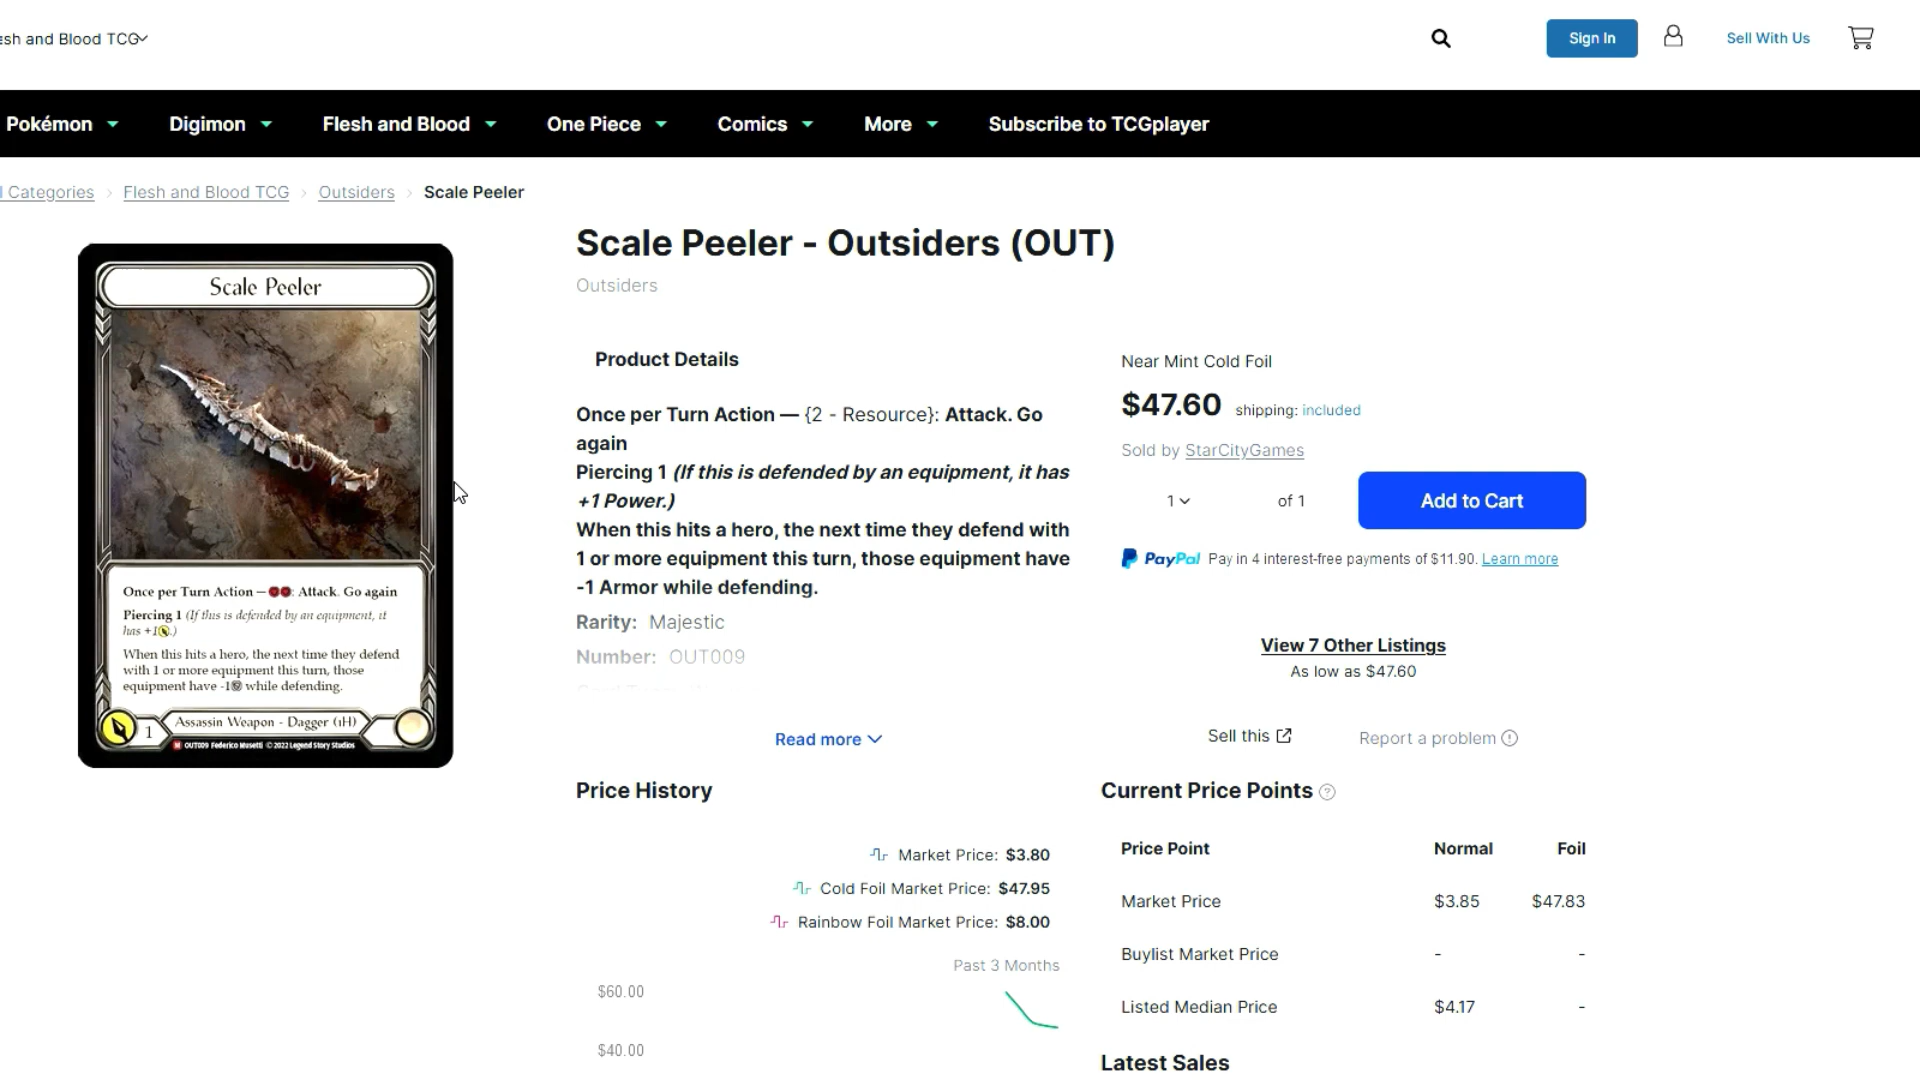 esh and Blood TCG
Sign In
Sell With Us
Pokémon
Digimon
Flesh and Blood
One Piece
Comics
More
Subscribe to TCGplayer
l Categories > Flesh and Blood TCG > Outsiders > Scale Peeler
Scale Peeler - Outsiders (OUT)
Outsiders
Scale Peeler
Once per Turn Action — : Attack. Go again
Piercing 1 (If this is defended by an equipment, it
has +1 .)
When this hits a hero, the next time they defend
with 1 or more equipment this turn, those
equipment have -1 while defending.
1
Assassin Weapon - Dagger (1H)
M OUT009 Federico Musetti © 2022 Legend Story Studios
Product Details
Once per Turn Action — {2 - Resource}: Attack. Go
again
Piercing 1 (If this is defended by an equipment, it has
+1 Power.)
When this hits a hero, the next time they defend with
1 or more equipment this turn, those equipment have
-1 Armor while defending.
Rarity: Majestic
Number: OUT009
Read more
Near Mint Cold Foil
$47.60 shipping: included
Sold by StarCityGames
1 of 1
Add to Cart
PayPal Pay in 4 interest-free payments of $11.90. Learn more
View 7 Other Listings
As low as $47.60
Sell this
Report a problem
Price History
Market Price: $3.80
Cold Foil Market Price: $47.95
Rainbow Foil Market Price: $8.00
Past 3 Months
$60.00
$40.00
Current Price Points
Price Point Normal Foil
Market Price $3.85 $47.83
Buylist Market Price - -
Listed Median Price $4.17 -
Latest Sales